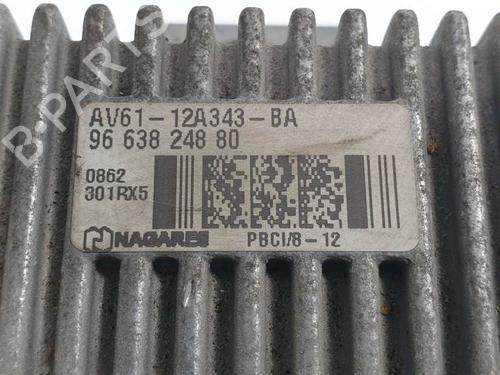 B-PARTS
AV61-12A343-BA
96 638 248 80
0862
301RX5
NAGARES PBCI/8-12